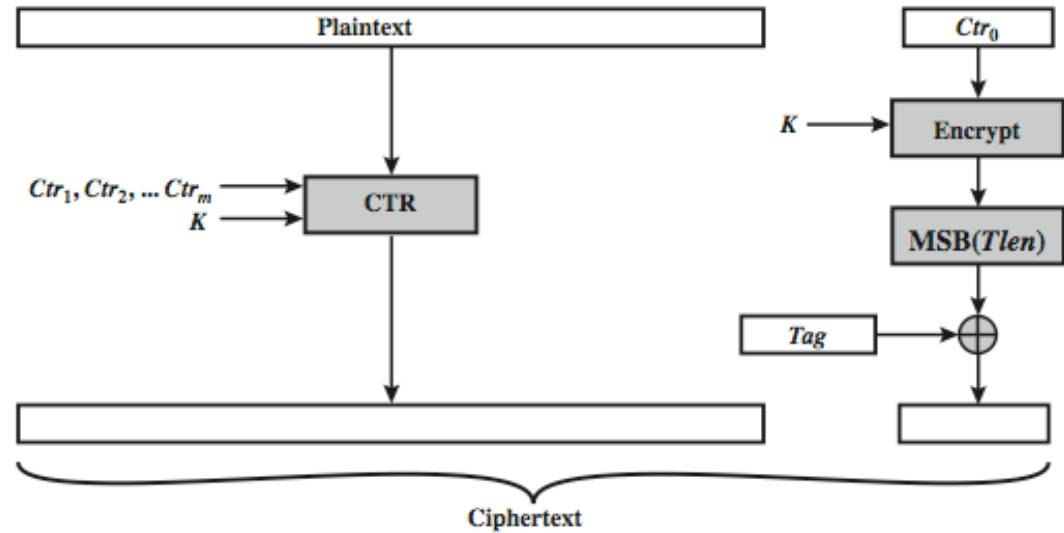 Plaintext
Ctr₀
K
Encrypt
Ctr₁, Ctr₂, ... Ctrₘ
K
CTR
MSB(Tlen)
Tag
Ciphertext